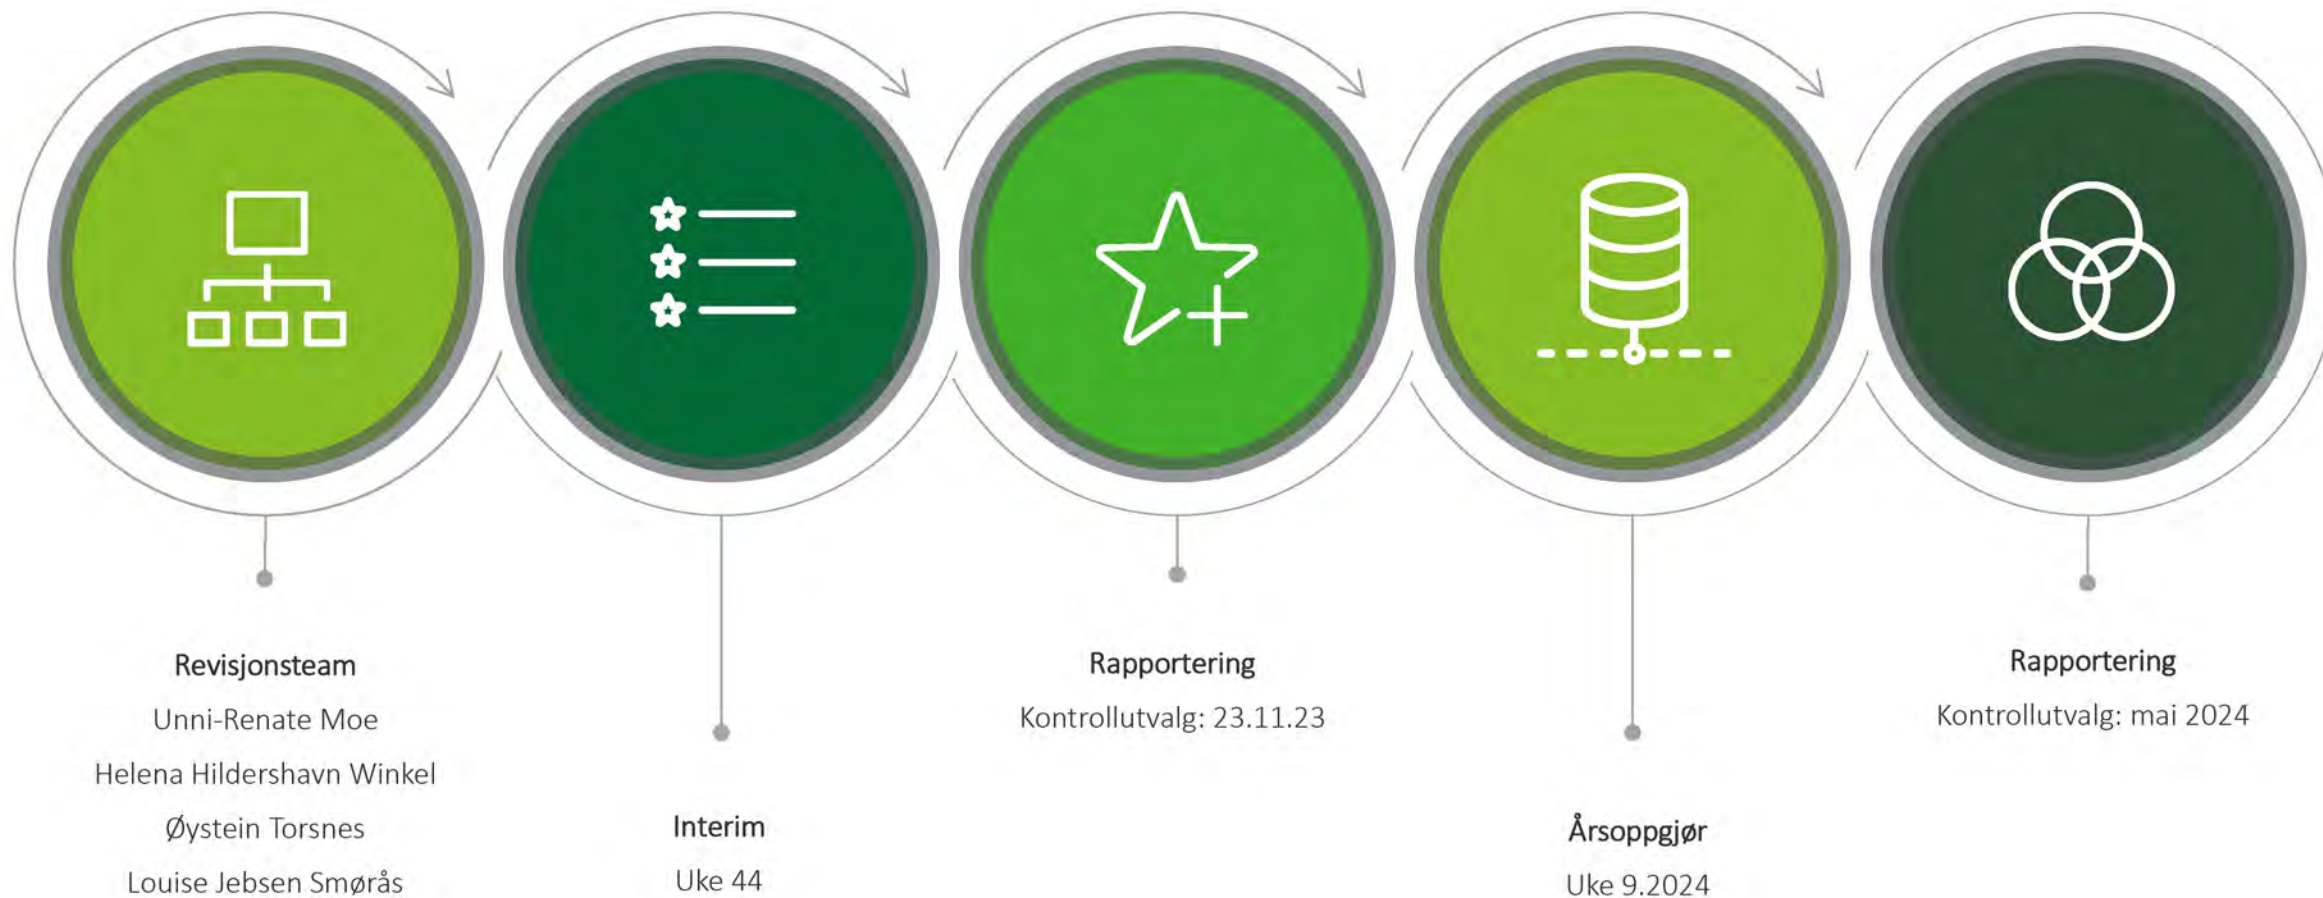 Revisjonsteam
Unni-Renate Moe
Helena Hildershavn Winkel
Øystein Torsnes
Louise Jebsen Smørås
Interim
Uke 44
Rapportering
Kontrollutvalg: 23.11.23
Årsoppgjør
Uke 9.2024
Rapportering
Kontrollutvalg: mai 2024